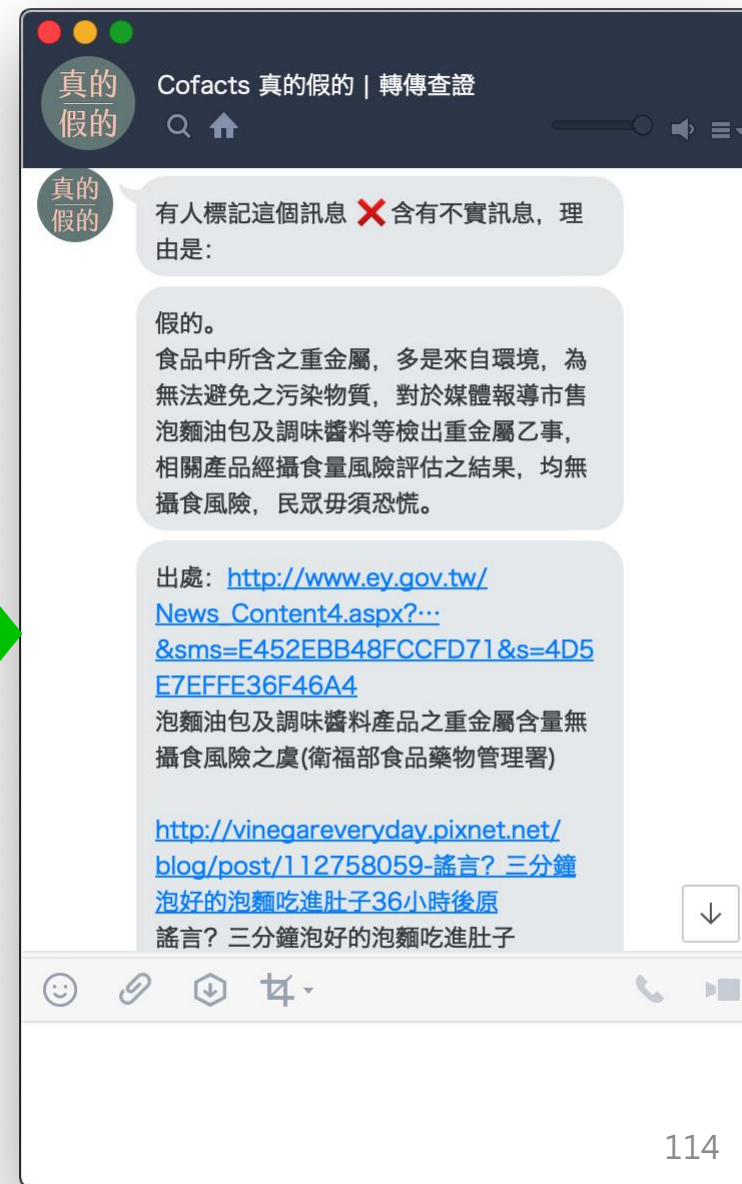 真的
假的
Cofacts 真的假的 | 轉傳查證
真的
假的
有人標記這個訊息 ❌ 含有不實訊息，理
由是：
假的。
食品中所含之重金屬，多是來自環境，為
無法避免之污染物質，對於媒體報導市售
泡麵油包及調味醬料等檢出重金屬乙事，
相關產品經攝食量風險評估之結果，均無
攝食風險，民眾毋須恐慌。
出處：http://www.ey.gov.tw/
News_Content4.aspx?…
&sms=E452EBB48FCCFD71&s=4D5
E7EFFE36F46A4
泡麵油包及調味醬料產品之重金屬含量無
攝食風險之虞(衛福部食品藥物管理署)
http://vinegareveryday.pixnet.net/
blog/post/112758059-謠言？三分鐘
泡好的泡麵吃進肚子36小時後原
謠言？三分鐘泡好的泡麵吃進肚子
114